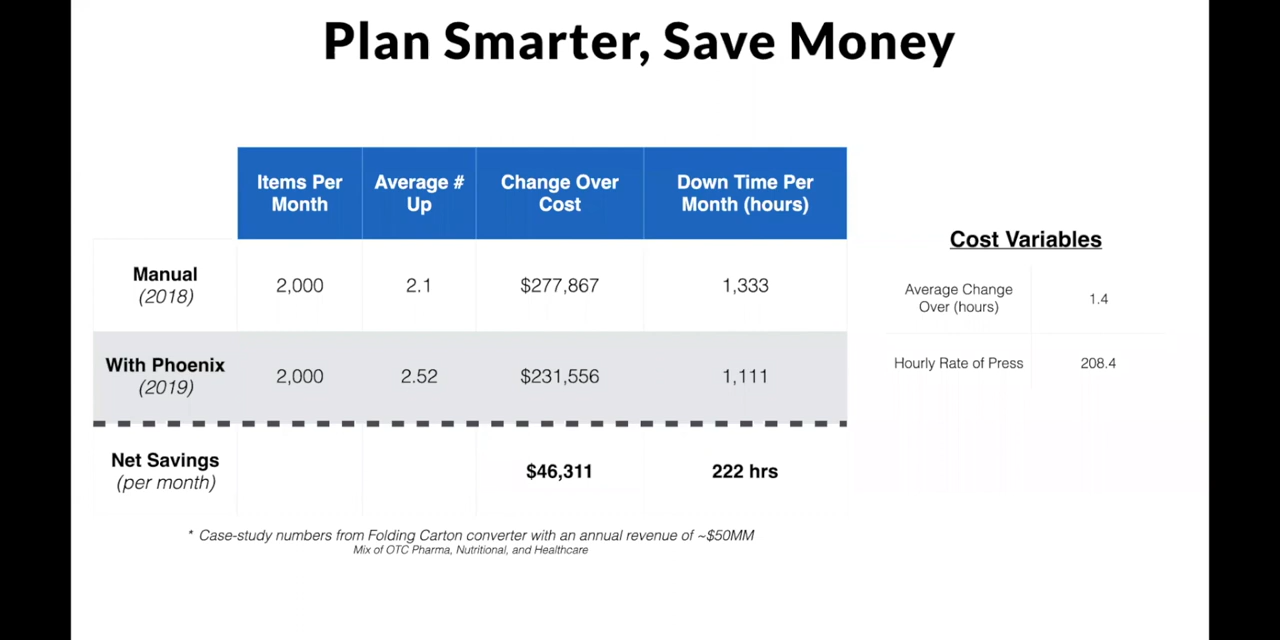 Plan Smarter, Save Money
Items Per Month
Average # Up
Change Over Cost
Down Time Per Month (hours)
Manual (2018)
2,000
2.1
$277,867
1,333
With Phoenix (2019)
2,000
2.52
$231,556
1,111
Net Savings (per month)
$46,311
222 hrs
* Case-study numbers from Folding Carton converter with an annual revenue of ~$50MM
Mix of OTC Pharma, Nutritional, and Healthcare
Cost Variables
Average Change Over (hours)
1.4
Hourly Rate of Press
208.4